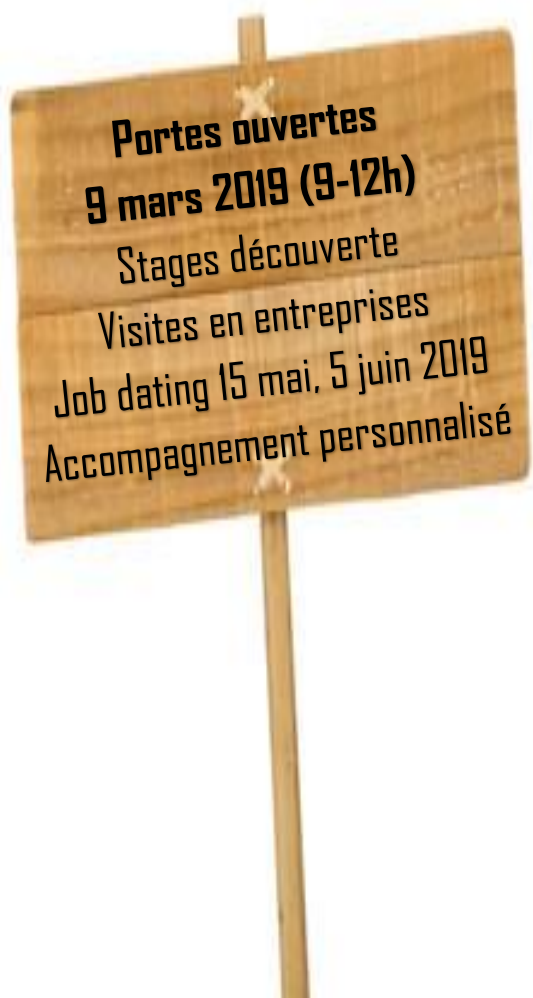 Portes ouvertes
9 mars 2019 (9-12h)
Stages découverte
Visites en entreprises
Job dating 15 mai, 5 juin 2019
Accompagnement personnalisé